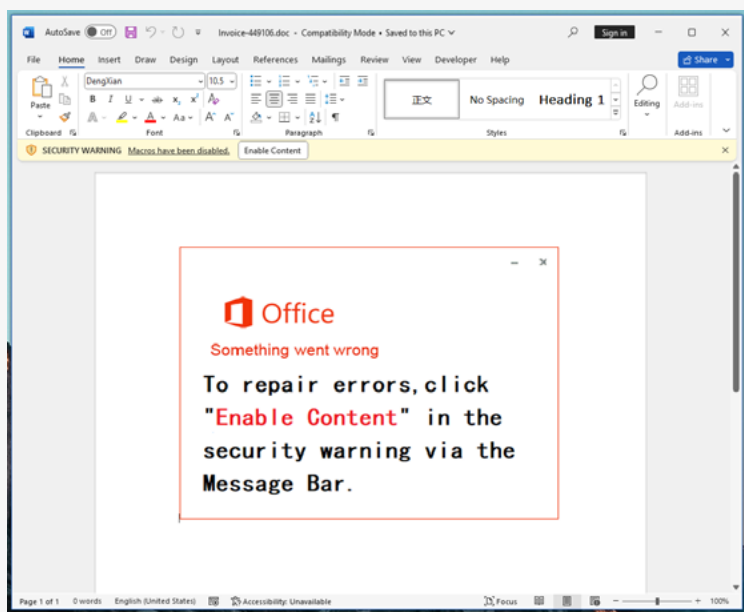 AutoSave Off Invoice-449106.doc • Compatibility Mode • Saved to this PC Sign in
File Home Insert Draw Design Layout References Mailings Review View Developer Help Share
Paste
DengXian 10.5
B I U ab x₂ x² A
A A Aa A A
正文 No Spacing Heading 1
Editing
Add-ins
Clipboard Font Paragraph Styles Add-ins
SECURITY WARNING Macros have been disabled. Enable Content
Office
Something went wrong
To repair errors,click
"Enable Content" in the
security warning via the
Message Bar.
Page 1 of 1 0 words English (United States) Accessibility: Unavailable Focus 100%